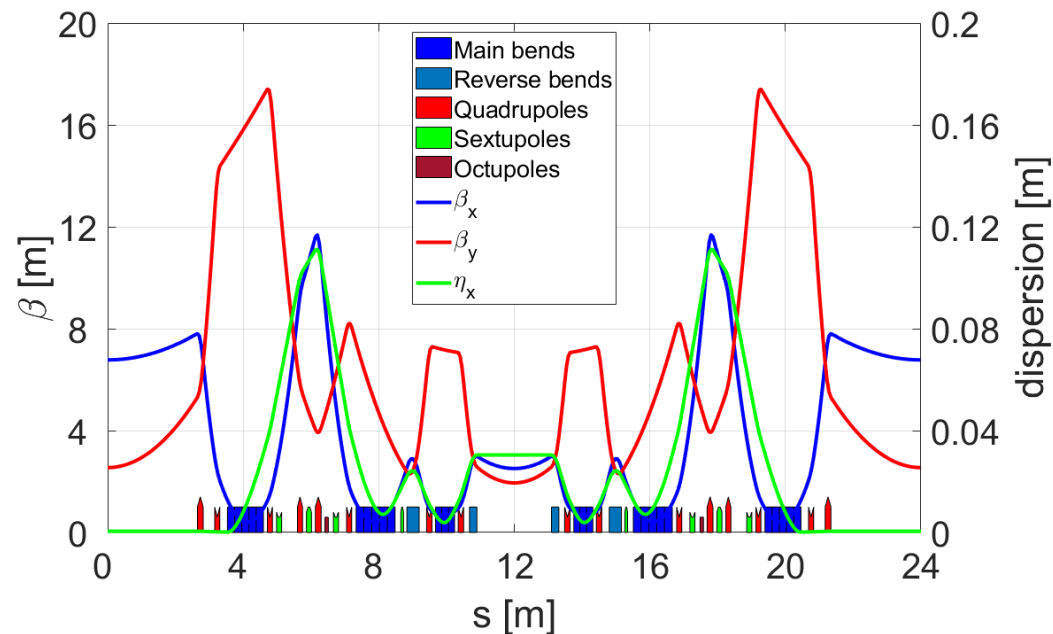 20
16
12
8
4
0
β [m]
0.2
0.16
0.12
0.08
0.04
0
dispersion [m]
Main bends
Reverse bends
Quadrupoles
Sextupoles
Octupoles
βx
βy
ηx
0 4 8 12 16 20 24
s [m]